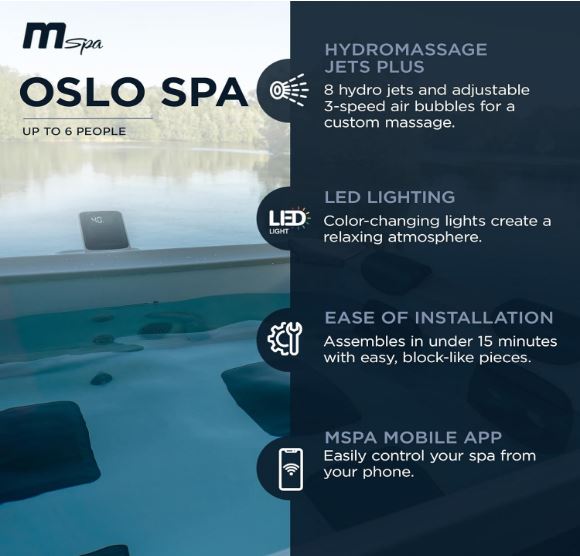 mspa
OSLO SPA
UP TO 6 PEOPLE
40.
HYDROMASSAGE
JETS PLUS
8 hydro jets and adjustable
3-speed air bubbles for a
custom massage.
LED
LIGHT
LED LIGHTING
Color-changing lights create a
relaxing atmosphere.
EASE OF INSTALLATION
Assembles in under 15 minutes
with easy, block-like pieces.
MSPA MOBILE APP
Easily control your spa from
your phone.